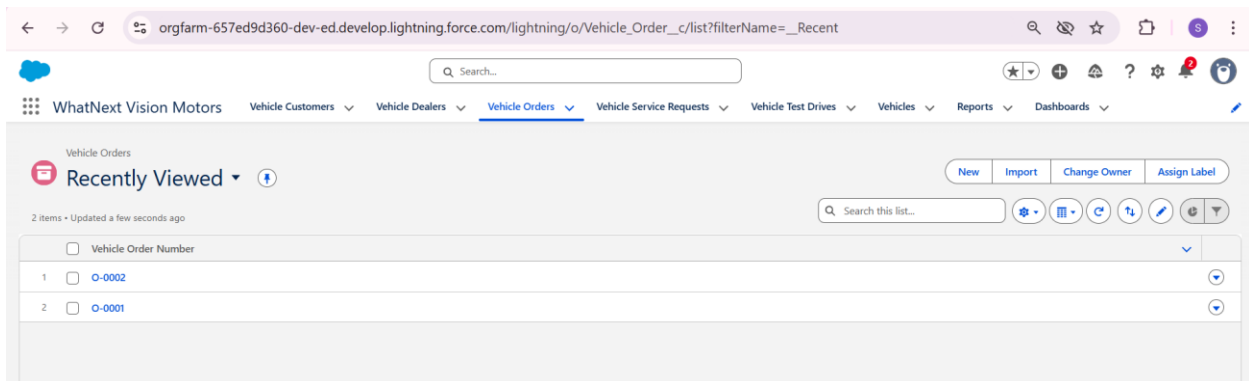 orgfarm-657ed9d360-dev-ed.develop.lightning.force.com/lightning/o/Vehicle_Order__c/list?filterName=__Recent
S
Search...
2
WhatNext Vision Motors Vehicle Customers Vehicle Dealers Vehicle Orders Vehicle Service Requests Vehicle Test Drives Vehicles Reports Dashboards
Vehicle Orders
Recently Viewed
New Import Change Owner Assign Label
2 items • Updated a few seconds ago
Search this list...
Vehicle Order Number
1 O-0002
2 O-0001